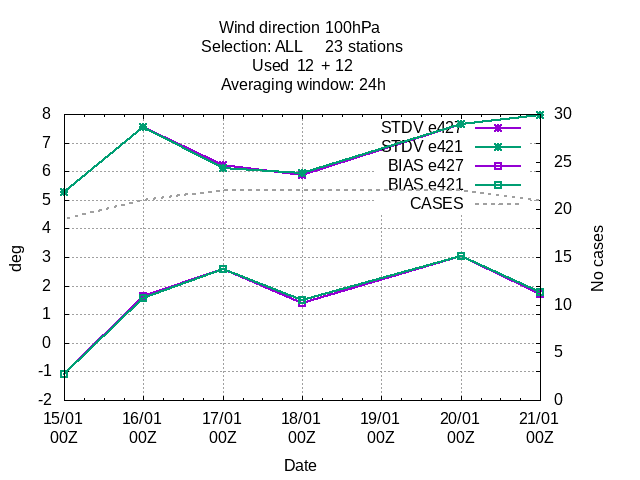 Wind direction 100hPa
Selection: ALL 23 stations
Used 12 + 12
Averaging window: 24h
8 30
STDV e427
7
STDV e421
25
6 BIAS e427
BIAS e421
5 CASES 20
4
deg No cases
3 15
2
10
1
0
5
-1
-2 0
15/01 16/01 17/01 18/01 19/01 20/01 21/01
00Z 00Z 00Z 00Z 00Z 00Z 00Z
Date